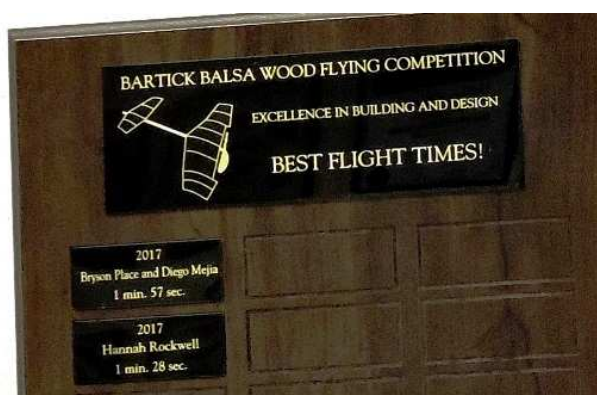 BARTICK BALSA WOOD FLYING COMPETITION
EXCELLENCE IN BUILDING AND DESIGN
BEST FLIGHT TIMES!
2017
Bryson Place and Diego Mejia
1 min. 57 sec.
2017
Hannah Rockwell
1 min. 28 sec.